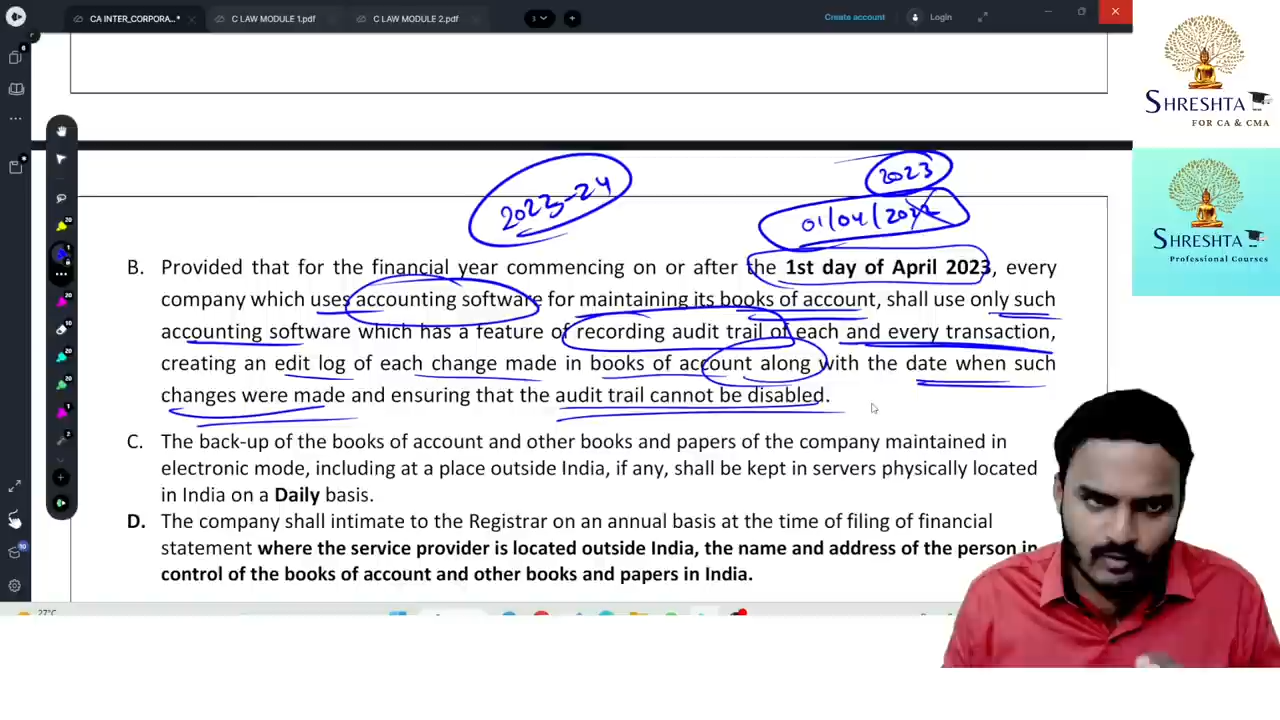 CA INTER_CORPORA...*
C LAW MODULE 1.pdf
C LAW MODULE 2.pdf
3
Create account
Login
SHRESHTA
FOR CA & CMA
SHRESHTA
Professional Courses
2023-24
2023
01/04/2022
B. Provided that for the financial year commencing on or after the 1st day of April 2023, every
company which uses accounting software for maintaining its books of account, shall use only such
accounting software which has a feature of recording audit trail of each and every transaction,
creating an edit log of each change made in books of account along with the date when such
changes were made and ensuring that the audit trail cannot be disabled.
C. The back-up of the books of account and other books and papers of the company maintained in
electronic mode, including at a place outside India, if any, shall be kept in servers physically located
in India on a Daily basis.
D. The company shall intimate to the Registrar on an annual basis at the time of filing of financial
statement where the service provider is located outside India, the name and address of the person in
control of the books of account and other books and papers in India.
27°C